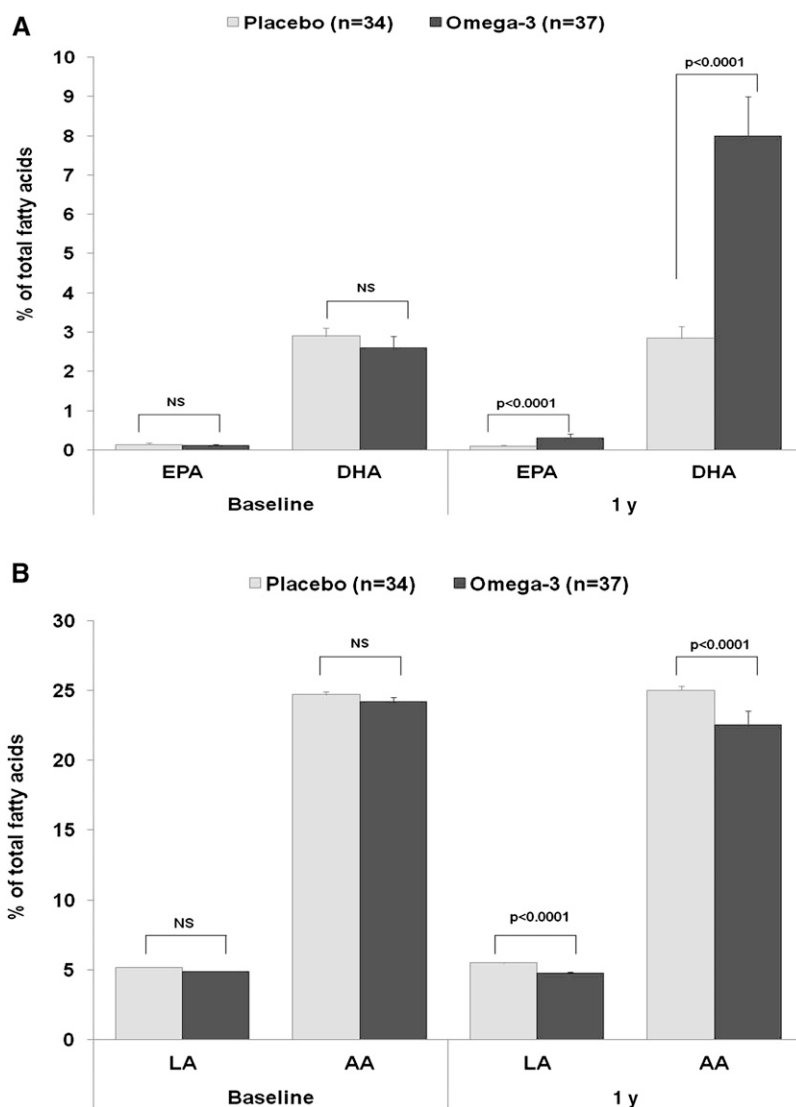 A
Placebo (n=34) Omega-3 (n=37)
% of total fatty acids
10
9
8
7
6
5
4
3
2
1
0
NS
NS
p<0.0001
p<0.0001
EPA DHA EPA DHA
Baseline 1 y
B
Placebo (n=34) Omega-3 (n=37)
% of total fatty acids
30
25
20
15
10
5
0
NS
NS
p<0.0001
p<0.0001
LA AA LA AA
Baseline 1 y